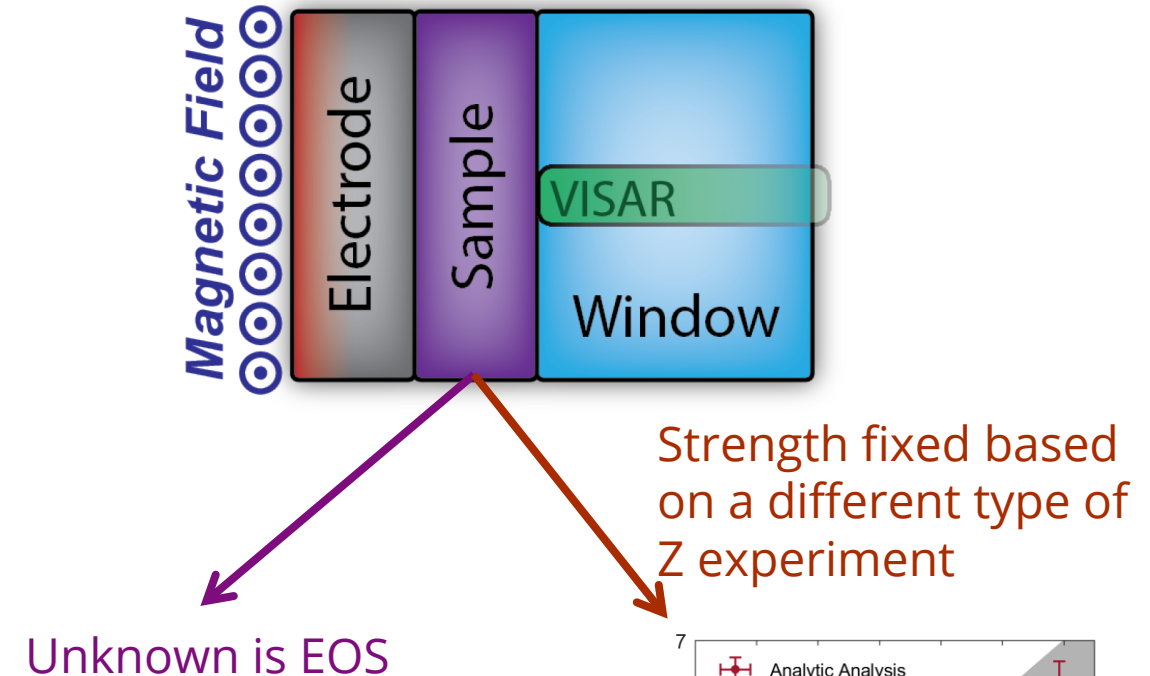 Magnetic Field
Electrode
Sample
VISAR
Window
Strength fixed based
on a different type of
Z experiment
Unknown is EOS
7
Analytic Analysis